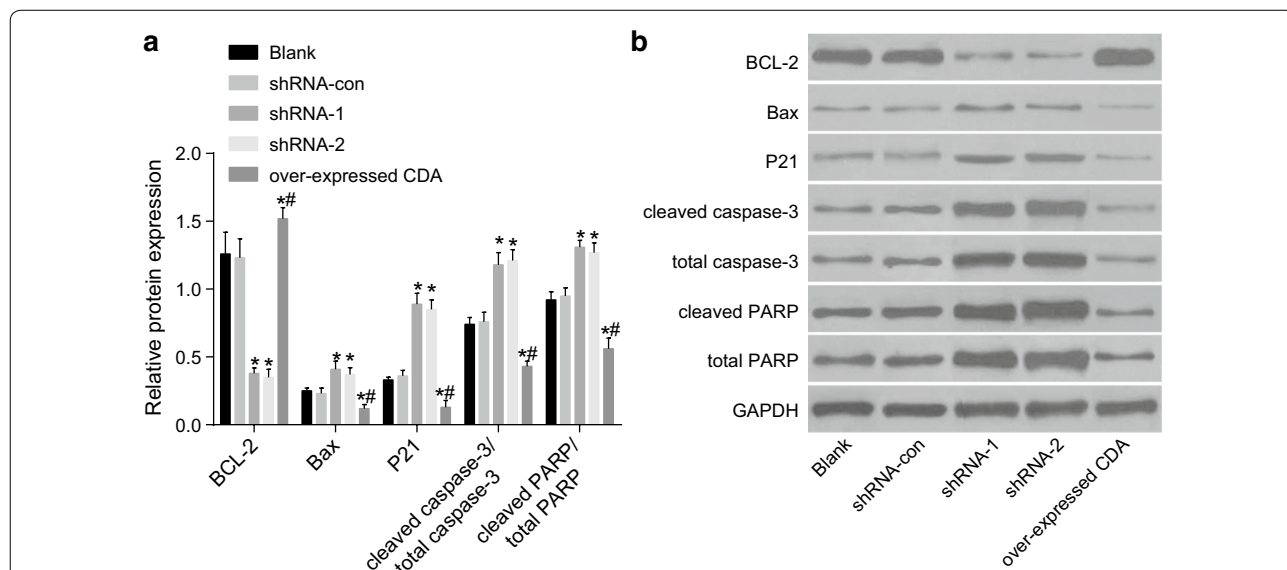 a
Blank
shRNA-con
shRNA-1
shRNA-2
over-expressed CDA
Relative protein expression
2.0
1.5
1.0
0.5
0.0
*#
* *
* *
*#
* *
*#
* *
*#
* *
*#
BCL-2
Bax
P21
cleaved caspase-3/
total caspase-3
cleaved PARP/
total PARP
b
BCL-2
Bax
P21
cleaved caspase-3
total caspase-3
cleaved PARP
total PARP
GAPDH
Blank
shRNA-con
shRNA-1
shRNA-2
over-expressed CDA